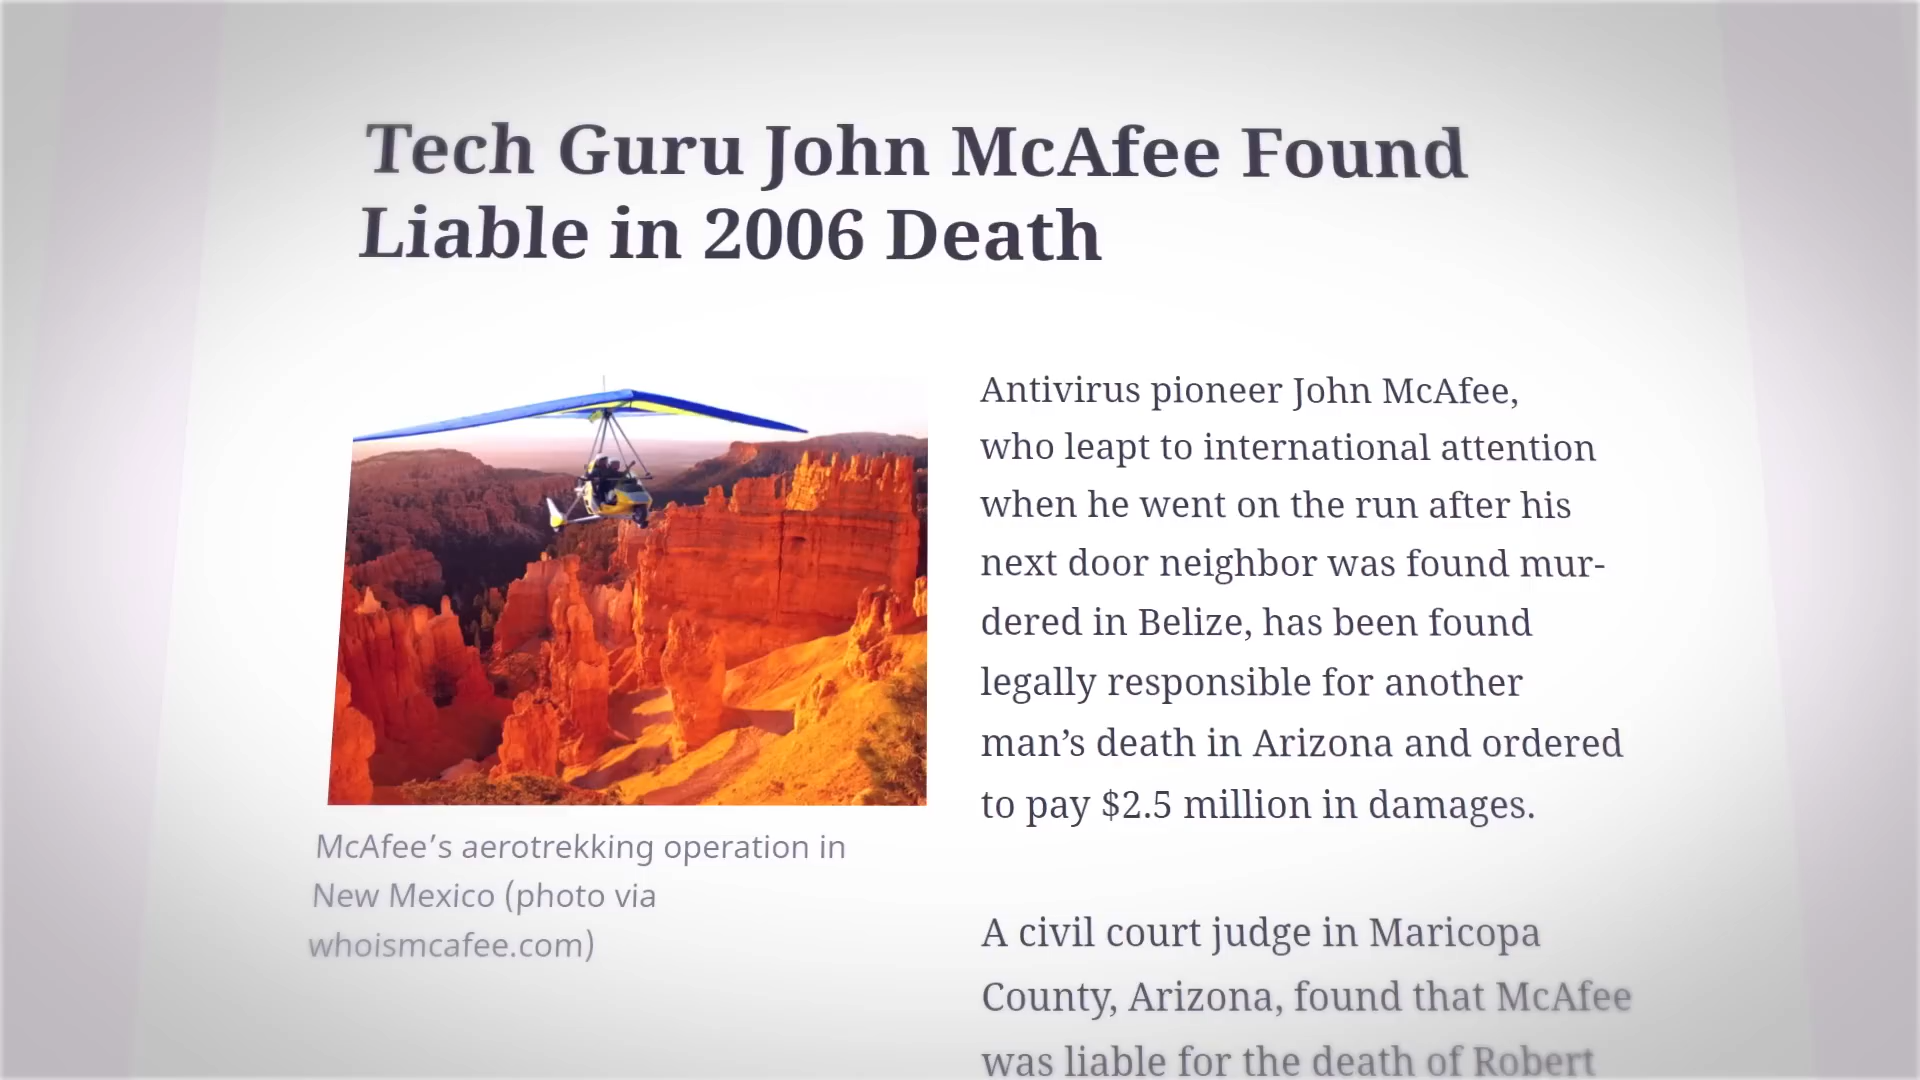 Tech Guru John McAfee Found
Liable in 2006 Death
McAfee's aerotrekking operation in
New Mexico (photo via
whoismcafee.com)
Antivirus pioneer John McAfee,
who leapt to international attention
when he went on the run after his
next door neighbor was found mur-
dered in Belize, has been found
legally responsible for another
man's death in Arizona and ordered
to pay $2.5 million in damages.
A civil court judge in Maricopa
County, Arizona, found that McAfee
was liable for the death of Robert